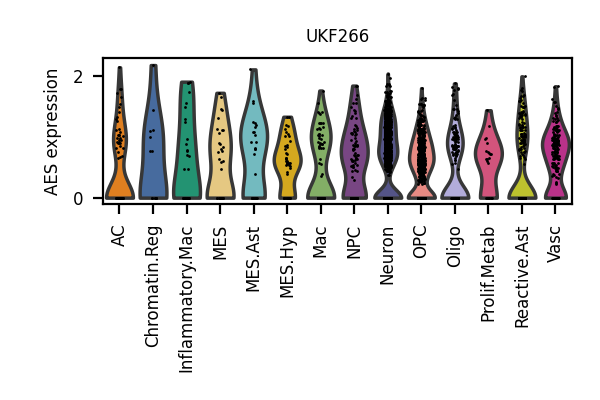 UKF266
AES expression
2
0
AC
Chromatin.Reg
Inflammatory.Mac
MES
MES.Ast
MES.Hyp
Mac
NPC
Neuron
OPC
Oligo
Prolif.Metab
Reactive.Ast
Vasc